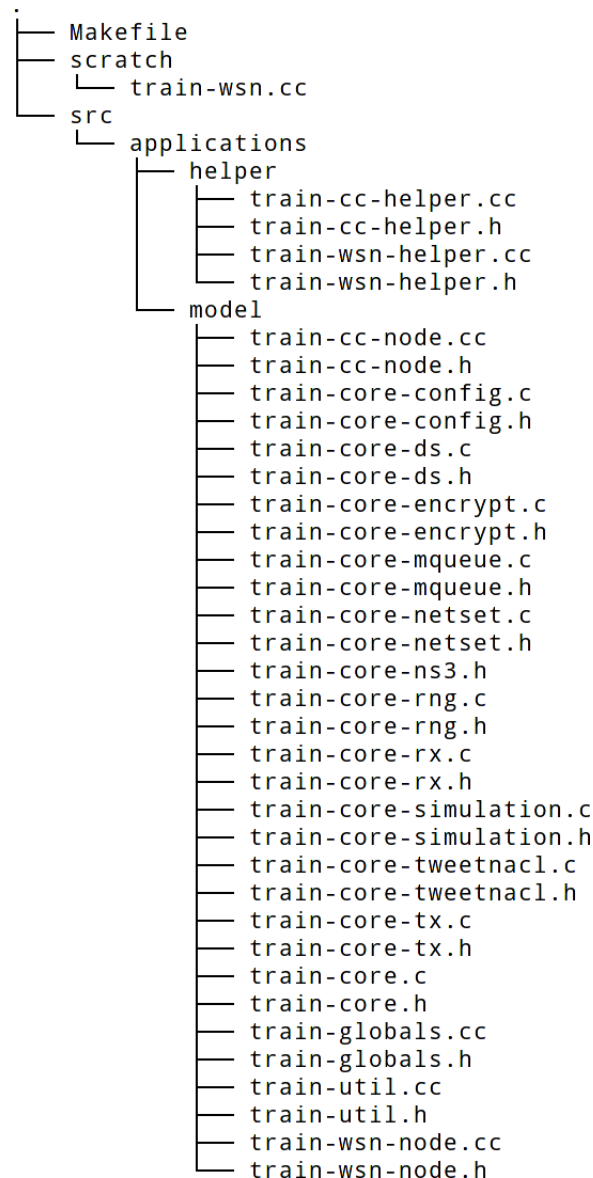 .
Makefile
scratch
train-wsn.cc
src
applications
helper
train-cc-helper.cc
train-cc-helper.h
train-wsn-helper.cc
train-wsn-helper.h
model
train-cc-node.cc
train-cc-node.h
train-core-config.c
train-core-config.h
train-core-ds.c
train-core-ds.h
train-core-encrypt.c
train-core-encrypt.h
train-core-mqueue.c
train-core-mqueue.h
train-core-netset.c
train-core-netset.h
train-core-ns3.h
train-core-rng.c
train-core-rng.h
train-core-rx.c
train-core-rx.h
train-core-simulation.c
train-core-simulation.h
train-core-tweetnacl.c
train-core-tweetnacl.h
train-core-tx.c
train-core-tx.h
train-core.c
train-core.h
train-globals.cc
train-globals.h
train-util.cc
train-util.h
train-wsn-node.cc
train-wsn-node.h